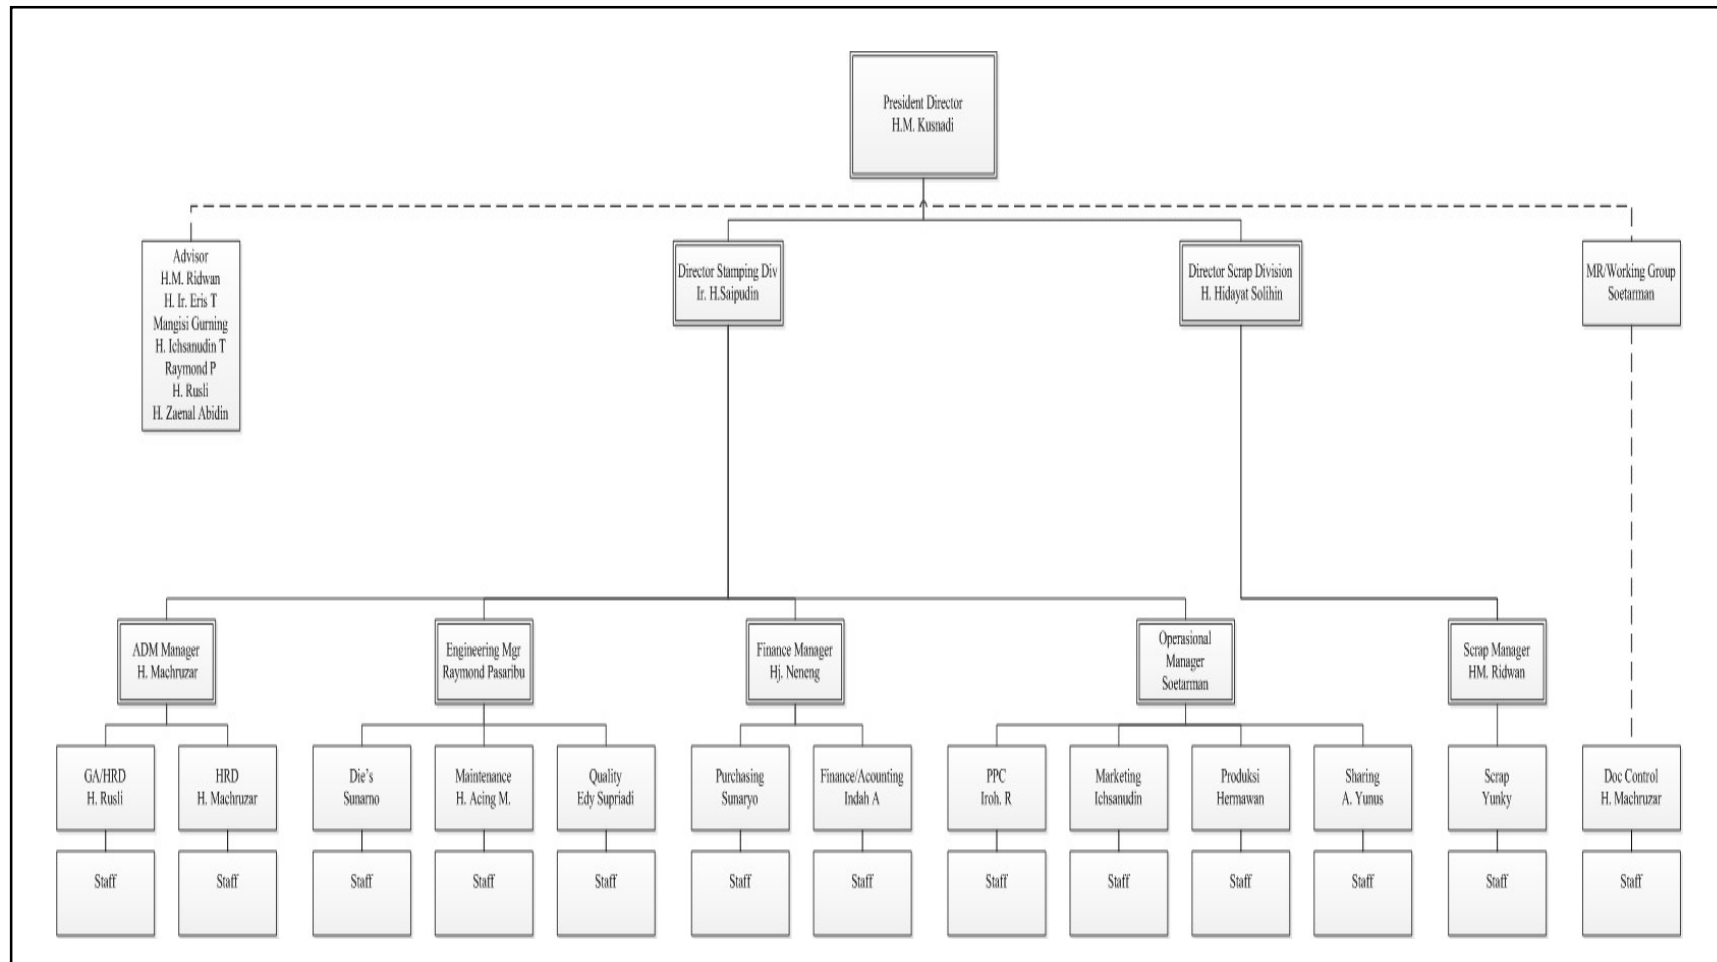 President Director
H.M. Kusnadi
Advisor
H.M. Ridwan
H. Ir. Eris T
Mangisi Gurning
H. Ichsanudin T
Raymond P
H. Rusli
H. Zaenal Abidin
Director Stamping Div
Ir. H.Saipudin
Director Scrap Division
H. Hidayat Solihin
MR/Working Group
Soetarman
ADM Manager
H. Machruzar
Engineering Mgr
Raymond Pasaribu
Finance Manager
Hj. Neneng
Operasional
Manager
Soetarman
Scrap Manager
HM. Ridwan
GA/HRD
H. Rusli
HRD
H. Machruzar
Die's
Sunarno
Maintenance
H. Acing M.
Quality
Edy Supriadi
Purchasing
Sunaryo
Finance/Acounting
Indah A
PPC
Iroh. R
Marketing
Ichsanudin
Produksi
Hermawan
Sharing
A. Yunus
Scrap
Yunky
Doc Control
H. Machruzar
Staff
Staff
Staff
Staff
Staff
Staff
Staff
Staff
Staff
Staff
Staff
Staff
Staff